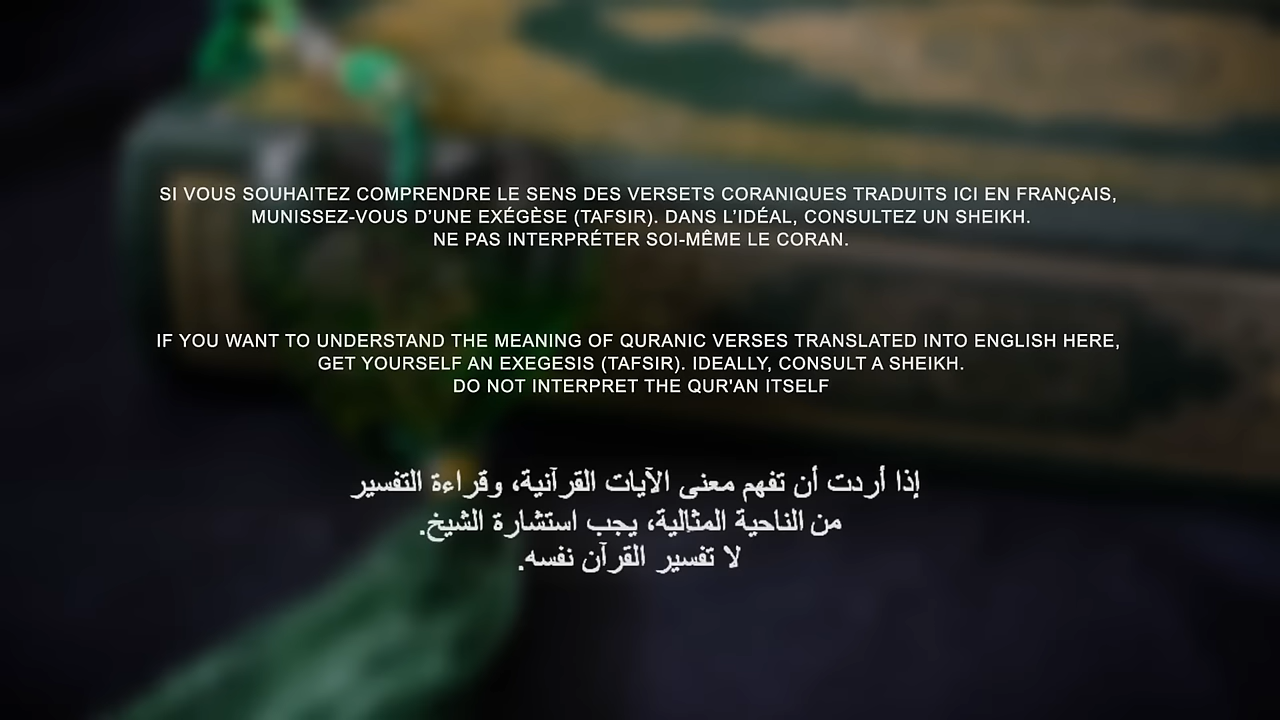 SI VOUS SOUHAITEZ COMPRENDRE LE SENS DES VERSETS CORANIQUES TRADUITS ICI EN FRANÇAIS,
MUNISSEZ-VOUS D’UNE EXÉGÈSE (TAFSIR). DANS L’IDÉAL, CONSULTEZ UN SHEIKH.
NE PAS INTERPRÉTER SOI-MÊME LE CORAN.
IF YOU WANT TO UNDERSTAND THE MEANING OF QURANIC VERSES TRANSLATED INTO ENGLISH HERE,
GET YOURSELF AN EXEGESIS (TAFSIR). IDEALLY, CONSULT A SHEIKH.
DO NOT INTERPRET THE QUR'AN ITSELF
إذا أردت أن تفهم معنى الآيات القرآنية، وقراءة التفسير
من الناحية المثالية، يجب استشارة الشيخ.
لا تفسير القرآن نفسه.